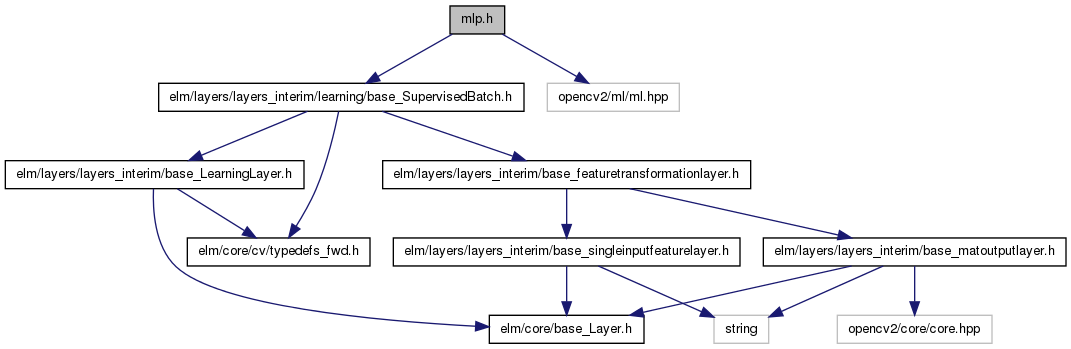 mlp.h
elm/layers/layers_interim/learning/base_SupervisedBatch.h
opencv2/ml/ml.hpp
elm/layers/layers_interim/base_LearningLayer.h
elm/layers/layers_interim/base_featuretransformationlayer.h
elm/core/cv/typedefs_fwd.h
elm/layers/layers_interim/base_singleinputfeaturelayer.h
elm/layers/layers_interim/base_matoutputlayer.h
elm/core/base_Layer.h
string
opencv2/core/core.hpp